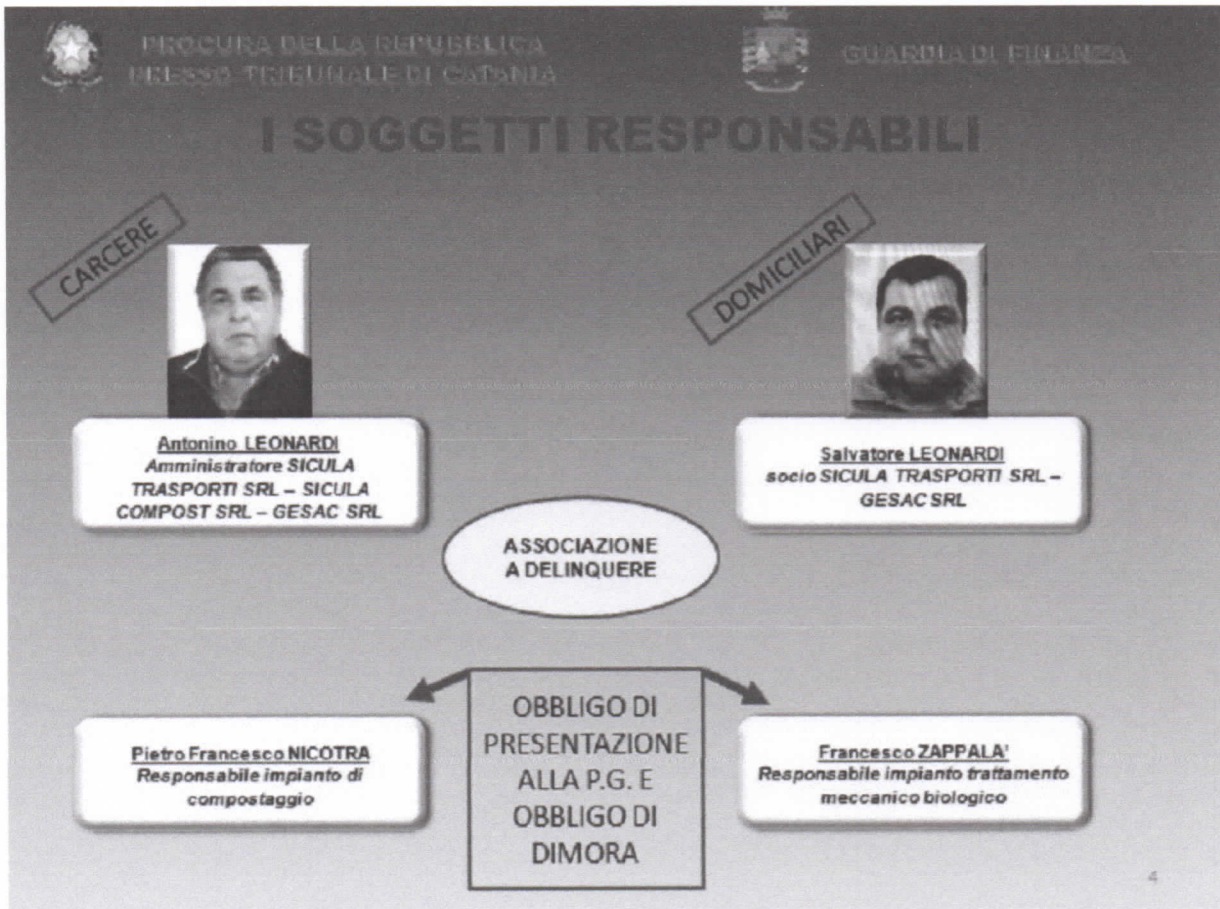 PROCURA DELLA REPUBBLICA
PRESSO TRIBUNALE DI CATANIA
GUARDIA DI FINANZA
I SOGGETTI RESPONSABILI
CARCERE
DOMICILIARI
Antonino LEONARDI
Amministratore SICULA
TRASPORTI SRL – SICULA
COMPOST SRL – GESAC SRL
Salvatore LEONARDI
socio SICULA TRASPORTI SRL –
GESAC SRL
ASSOCIAZIONE
A DELINQUERE
OBBLIGO DI
PRESENTAZIONE
ALLA P.G. E
OBBLIGO DI
DIMORA
Pietro Francesco NICOTRA
Responsabile impianto di
compostaggio
Francesco ZAPPALA'
Responsabile impianto trattamento
meccanico biologico
4